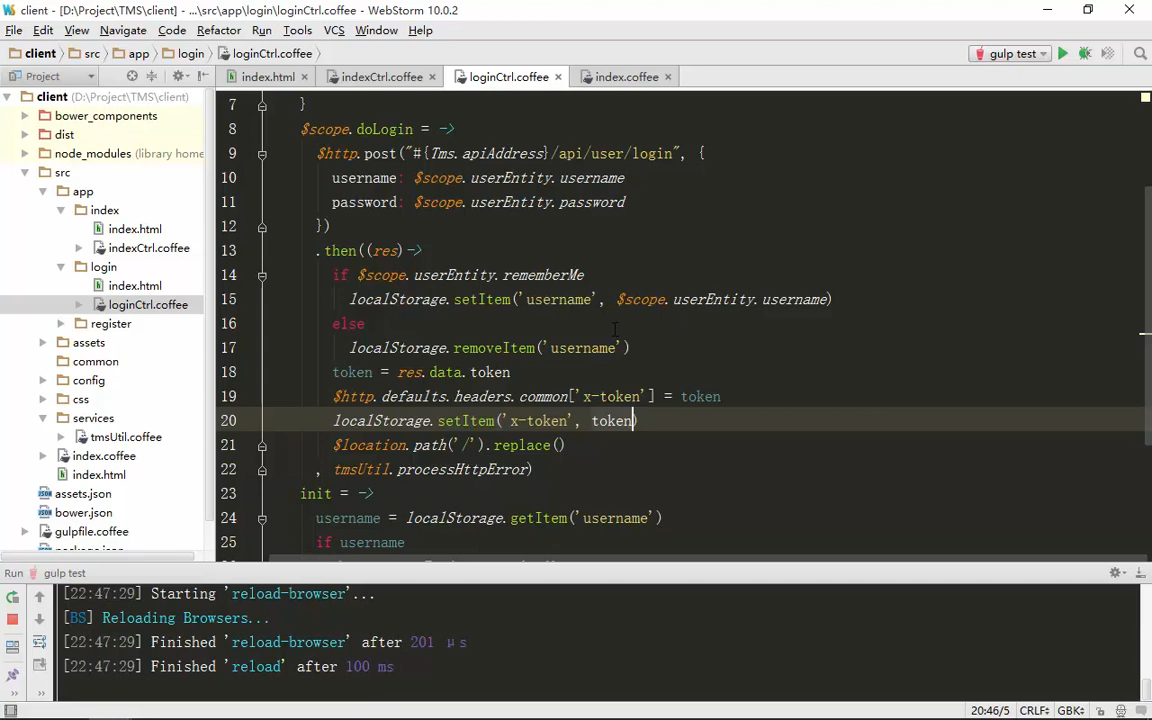 client - [D:\Project\TMS\client] - ...\src\app\login\loginCtrl.coffee - WebStorm 10.0.2
File Edit View Navigate Code Refactor Run Tools VCS Window Help
client src app login loginCtrl.coffee gulp test
Project index.html indexCtrl.coffee loginCtrl.coffee index.coffee
client (D:\Project\TMS\client)
bower_components
dist
node_modules (library home
src
app
index
index.html
indexCtrl.coffee
login
index.html
loginCtrl.coffee
register
assets
common
config
css
services
tmsUtil.coffee
index.coffee
index.html
assets.json
bower.json
gulpfile.coffee
7 }
8 $scope.doLogin = ->
9 $http.post("#{Tms.apiAddress}/api/user/login", {
10 username: $scope.userEntity.username
11 password: $scope.userEntity.password
12 })
13 .then((res)->
14 if $scope.userEntity.rememberMe
15 localStorage.setItem('username', $scope.userEntity.username)
16 else
17 localStorage.removeItem('username')
18 token = res.data.token
19 $http.defaults.headers.common['x-token'] = token
20 localStorage.setItem('x-token', token)
21 $location.path('/').replace()
22 , tmsUtil.processHttpError)
23 init = ->
24 username = localStorage.getItem('username')
25 if username
Run gulp test
[22:47:29] Starting 'reload-browser'...
[BS] Reloading Browsers...
[22:47:29] Finished 'reload-browser' after 201 μs
[22:47:29] Finished 'reload' after 100 ms
20:46/5 CRLF GBK